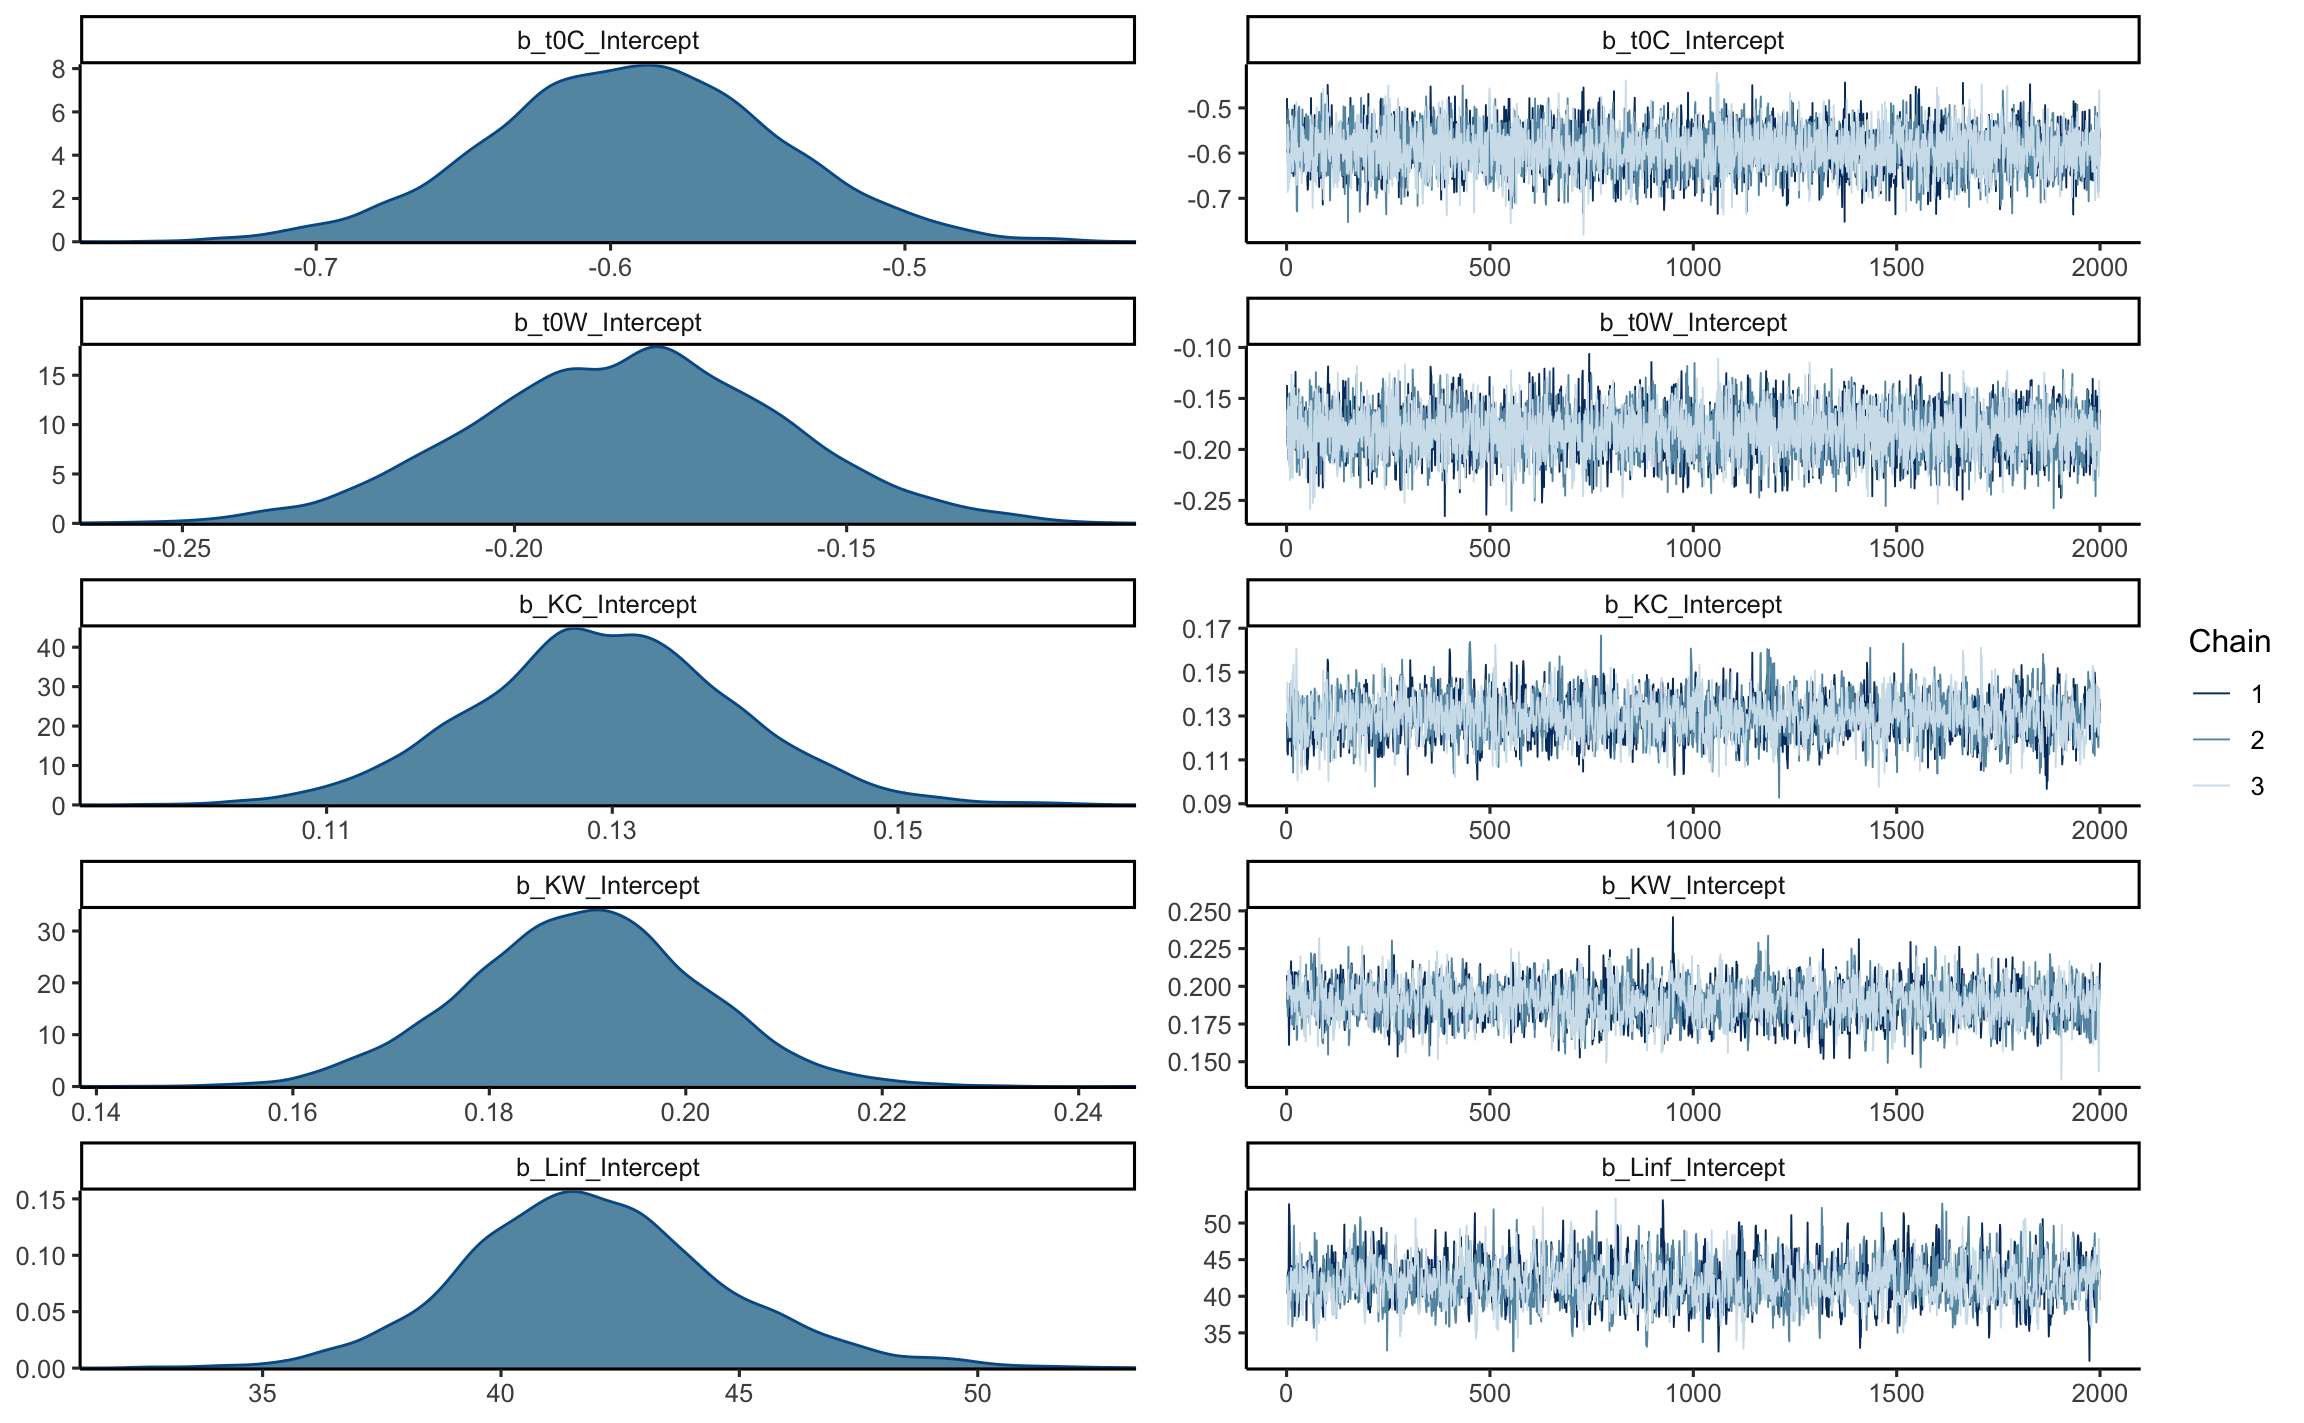 b_t0C_Intercept
8
6
4
2
0
-0.7 -0.6 -0.5
b_t0C_Intercept
-0.5
-0.6
-0.7
0 500 1000 1500 2000
b_t0W_Intercept
15
10
5
0
-0.25 -0.20 -0.15
b_t0W_Intercept
-0.10
-0.15
-0.20
-0.25
0 500 1000 1500 2000
b_KC_Intercept
40
30
20
10
0
0.11 0.13 0.15
b_KC_Intercept
0.17
0.15
0.13
0.11
0.09
0 500 1000 1500 2000
Chain
1
2
3
b_KW_Intercept
30
20
10
0
0.14 0.16 0.18 0.20 0.22 0.24
b_KW_Intercept
0.250
0.225
0.200
0.175
0.150
0 500 1000 1500 2000
b_Linf_Intercept
0.15
0.10
0.05
0.00
35 40 45 50
b_Linf_Intercept
50
45
40
35
0 500 1000 1500 2000